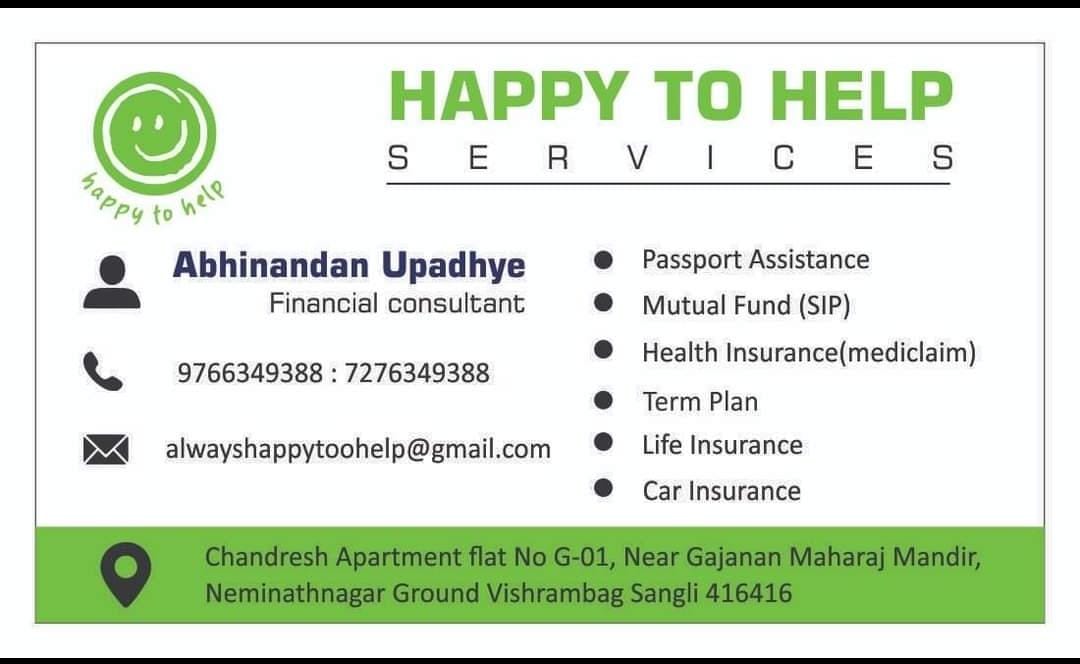 happy to help
HAPPY TO HELP
SERVICES
Abhinandan Upadhye
Financial consultant
9766349388 : 7276349388
alwayshappytoohelp@gmail.com
Passport Assistance
Mutual Fund (SIP)
Health Insurance(mediclaim)
Term Plan
Life Insurance
Car Insurance
Chandresh Apartment flat No G-01, Near Gajanan Maharaj Mandir,
Neminathnagar Ground Vishrambag Sangli 416416